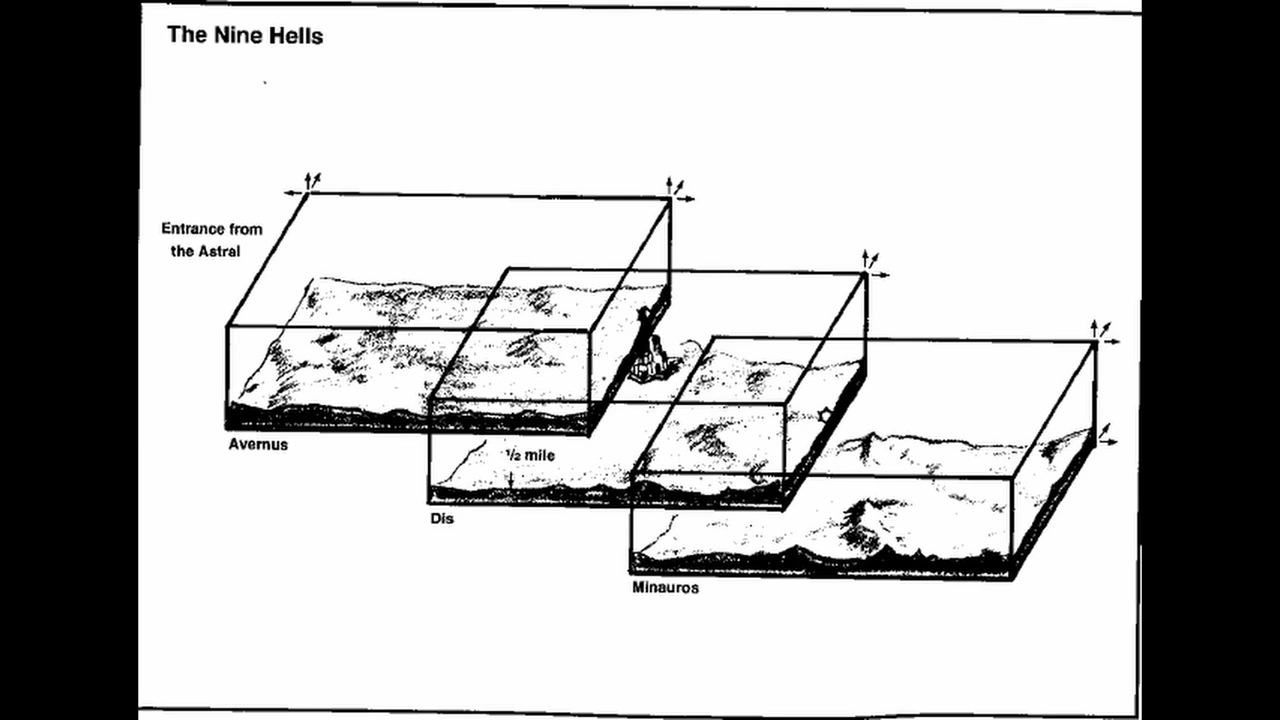 The Nine Hells
Entrance from
the Astral
Avernus
½ mile
Dis
Minauros